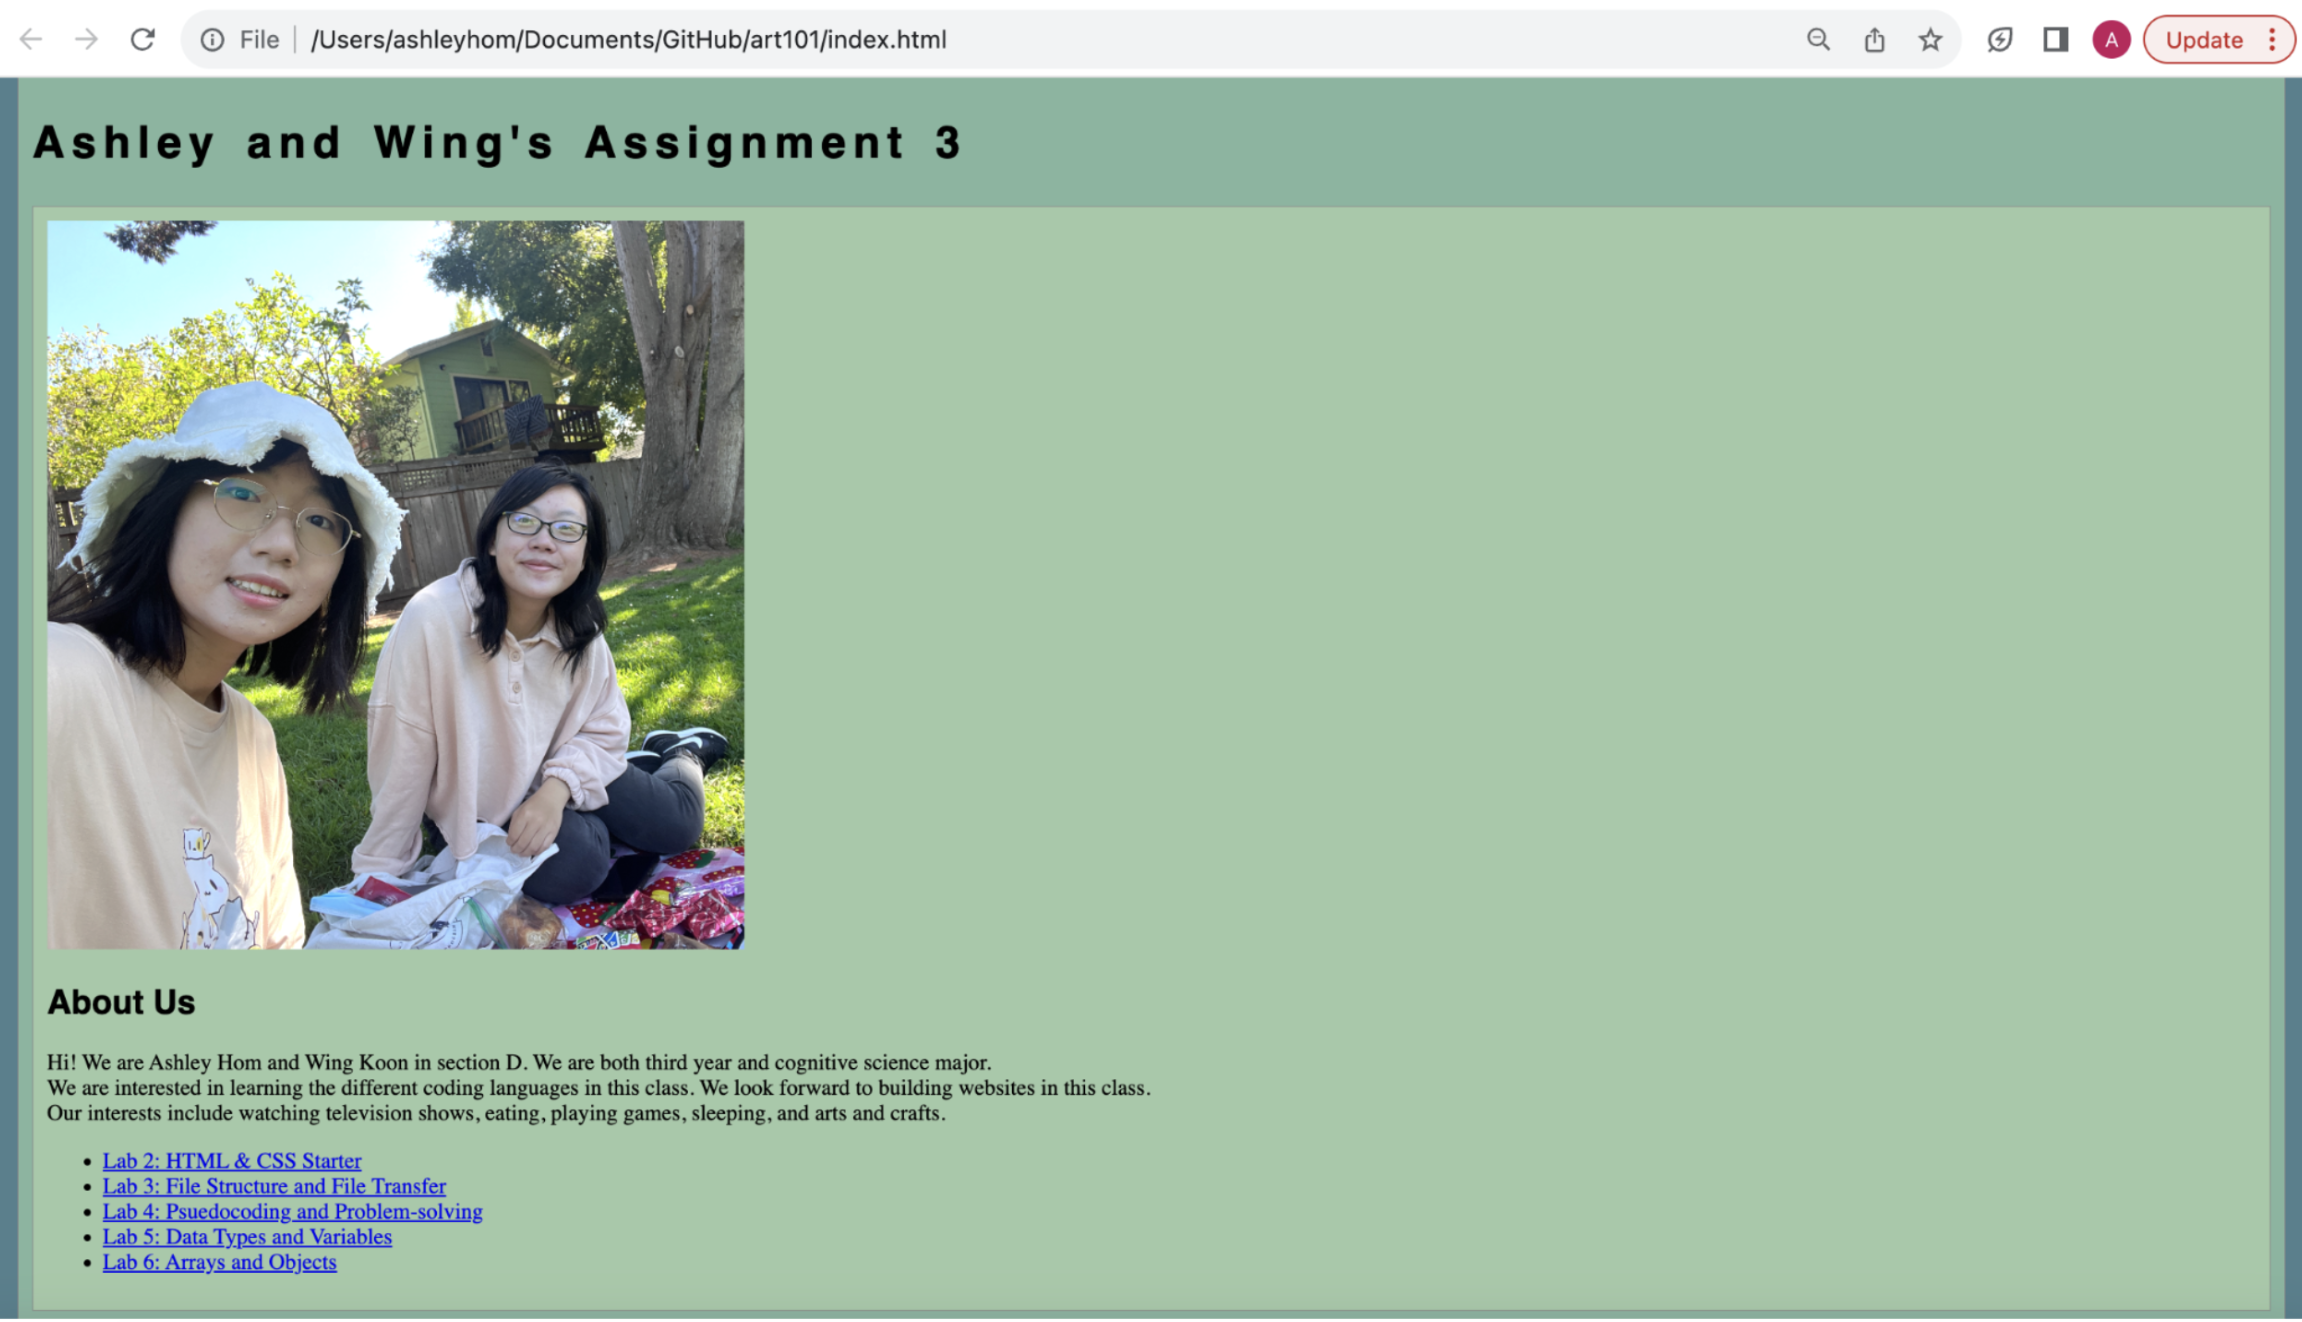 File /Users/ashleyhom/Documents/GitHub/art101/index.html
A
Update
Ashley and Wing's Assignment 3
About Us
Hi! We are Ashley Hom and Wing Koon in section D. We are both third year and cognitive science major.
We are interested in learning the different coding languages in this class. We look forward to building websites in this class.
Our interests include watching television shows, eating, playing games, sleeping, and arts and crafts.
Lab 2: HTML & CSS Starter
Lab 3: File Structure and File Transfer
Lab 4: Psuedocoding and Problem-solving
Lab 5: Data Types and Variables
Lab 6: Arrays and Objects